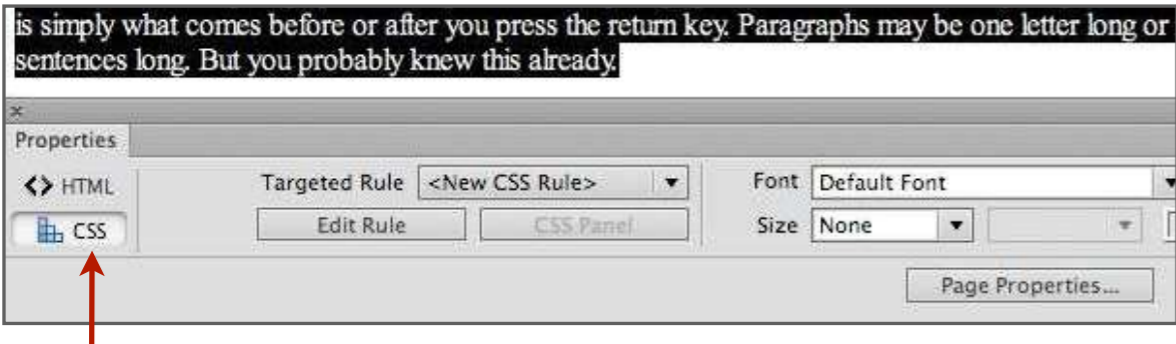 is simply what comes before or after you press the return key. Paragraphs may be one letter long or
sentences long. But you probably knew this already.
Properties
<> HTML Targeted Rule <New CSS Rule> Font Default Font
CSS Edit Rule CSS Panel Size None
Page Properties...